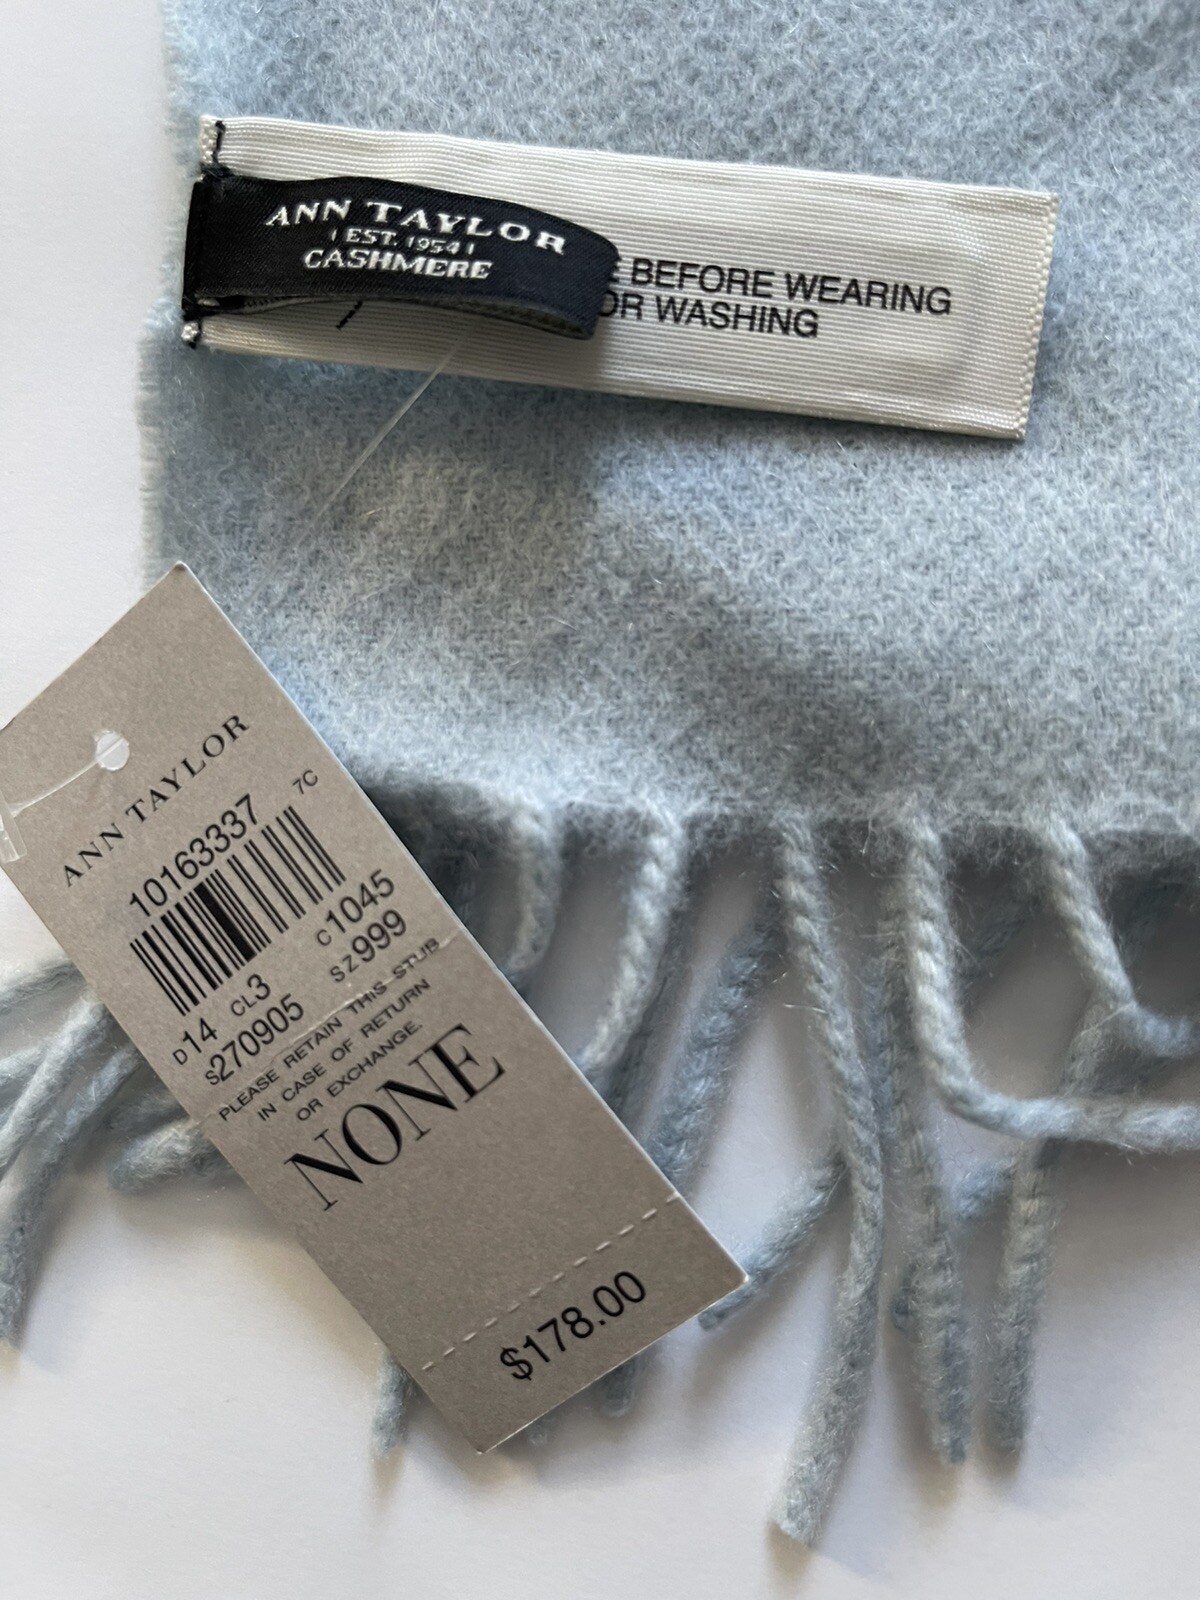 ANN TAYLOR
EST. 1954
CASHMERE
E BEFORE WEARING
OR WASHING
ANN TAYLOR
7C
10163337
D14 CL3 C1045
S270905 SZ999
PLEASE RETAIN THIS STUB
IN CASE OF RETURN
OR EXCHANGE.
NONE
$178.00